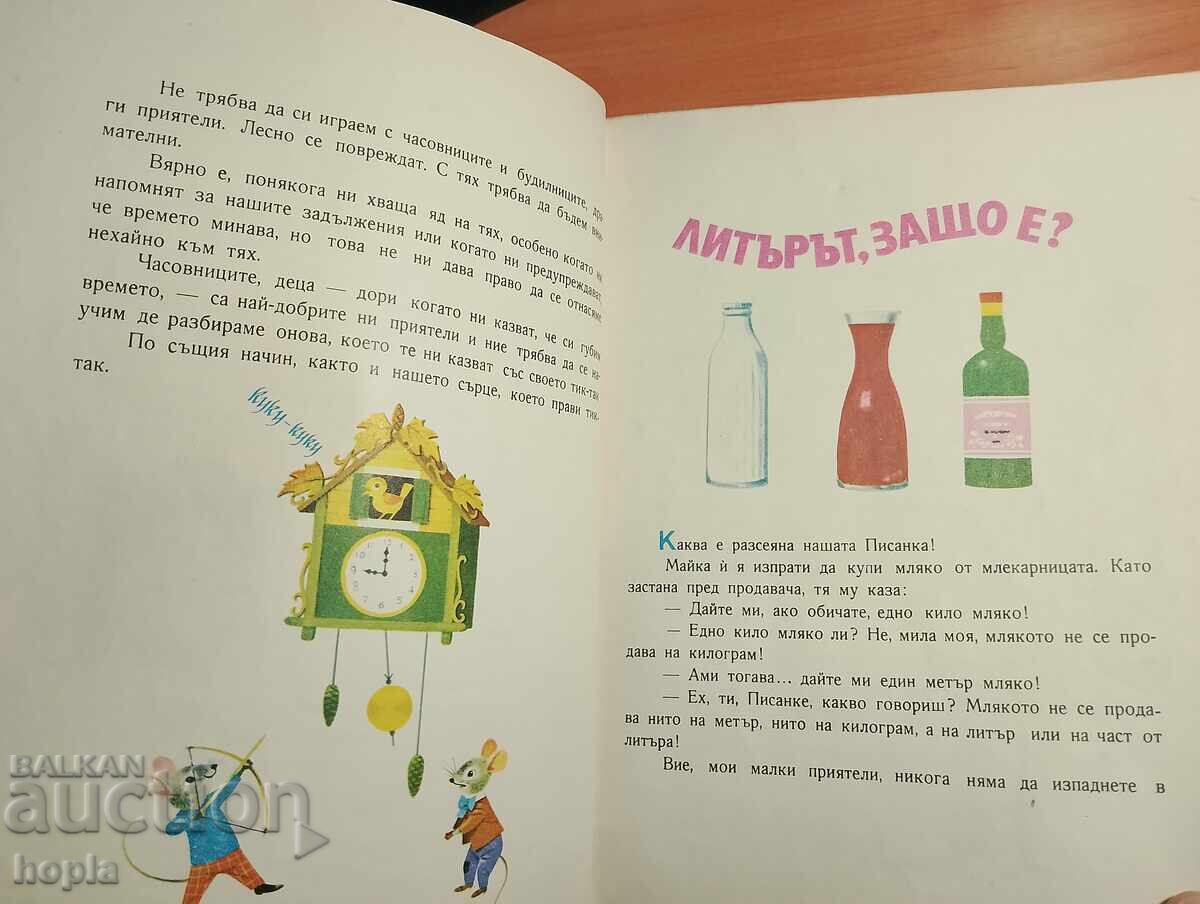 Не трябва да си играем с часовниците и будилниците, дра-
ги приятели. Лесно се повреждат. С тях трябва да бъдем вни-
мателни.
Вярно е, понякога ни хваща яд на тях, особено когато ни
напомнят за нашите задължения или когато ни предупреждават,
че времето минава, но това не ни дава право да се отнасяме
нехайно към тях.
Часовниците, деца — дори когато ни казват, че си губим
времето, — са най-добрите ни приятели и ние трябва да се на-
учим де разбираме онова, което те ни казват със своето тик-так
По същия начин, както и нашето сърце, което прави тик-
так.
куку-куку
BALKAN
auction
hopla
ЛИТЪРЪТ, ЗАЩО Е?
Каква е разсеяна нашата Писанка!
Майка ѝ я изпрати да купи мляко от млекарницата. Като
застана пред продавача, тя му каза:
— Дайте ми, ако обичате, едно кило мляко!
— Едно кило мляко ли? Не, мила моя, млякото не се про-
дава на килограм!
— Ами тогава... дайте ми един метър мляко!
— Ех, ти, Писанке, какво говориш? Млякото не се прода-
ва нито на метър, нито на килограм, а на литър или на част от
литъра!
Вие, мои малки приятели, никога няма да изпаднете в